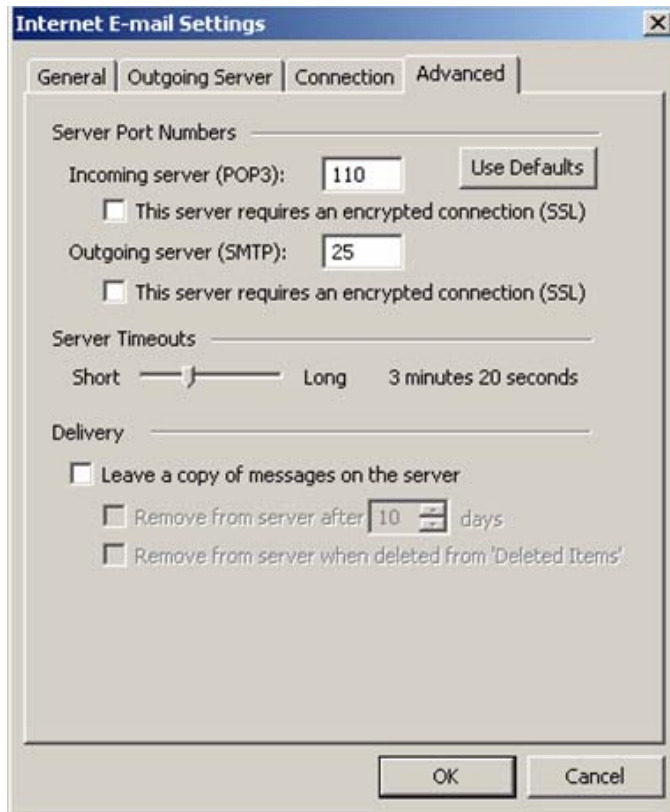 Internet E-mail Settings
General Outgoing Server Connection Advanced
Server Port Numbers
Incoming server (POP3): 110 Use Defaults
This server requires an encrypted connection (SSL)
Outgoing server (SMTP): 25
This server requires an encrypted connection (SSL)
Server Timeouts
Short Long 3 minutes 20 seconds
Delivery
Leave a copy of messages on the server
Remove from server after 10 days
Remove from server when deleted from 'Deleted Items'
OK Cancel